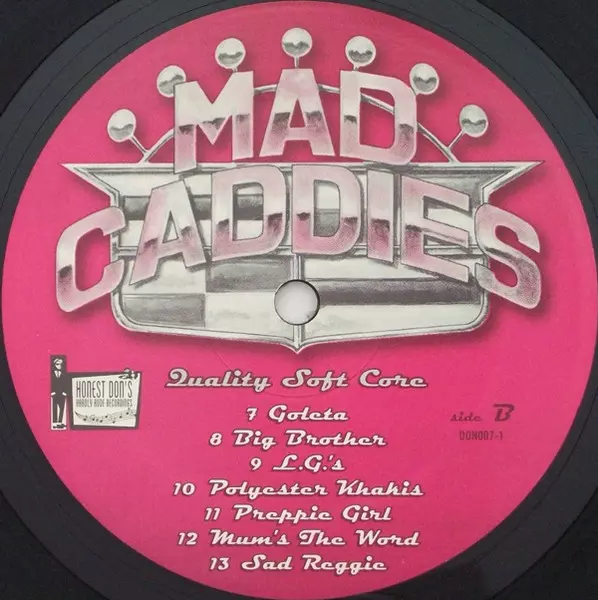 MAD
CADDIES
Quality Soft Core
HONEST DON'S
HARDLY USED RECORDINGS
7 Goleta
8 Big Brother
9 L.G.'s
10 Polyester Khakis
11 Preppie Girl
12 Mum's The Word
13 Sad Reggie
side B
DON007-1